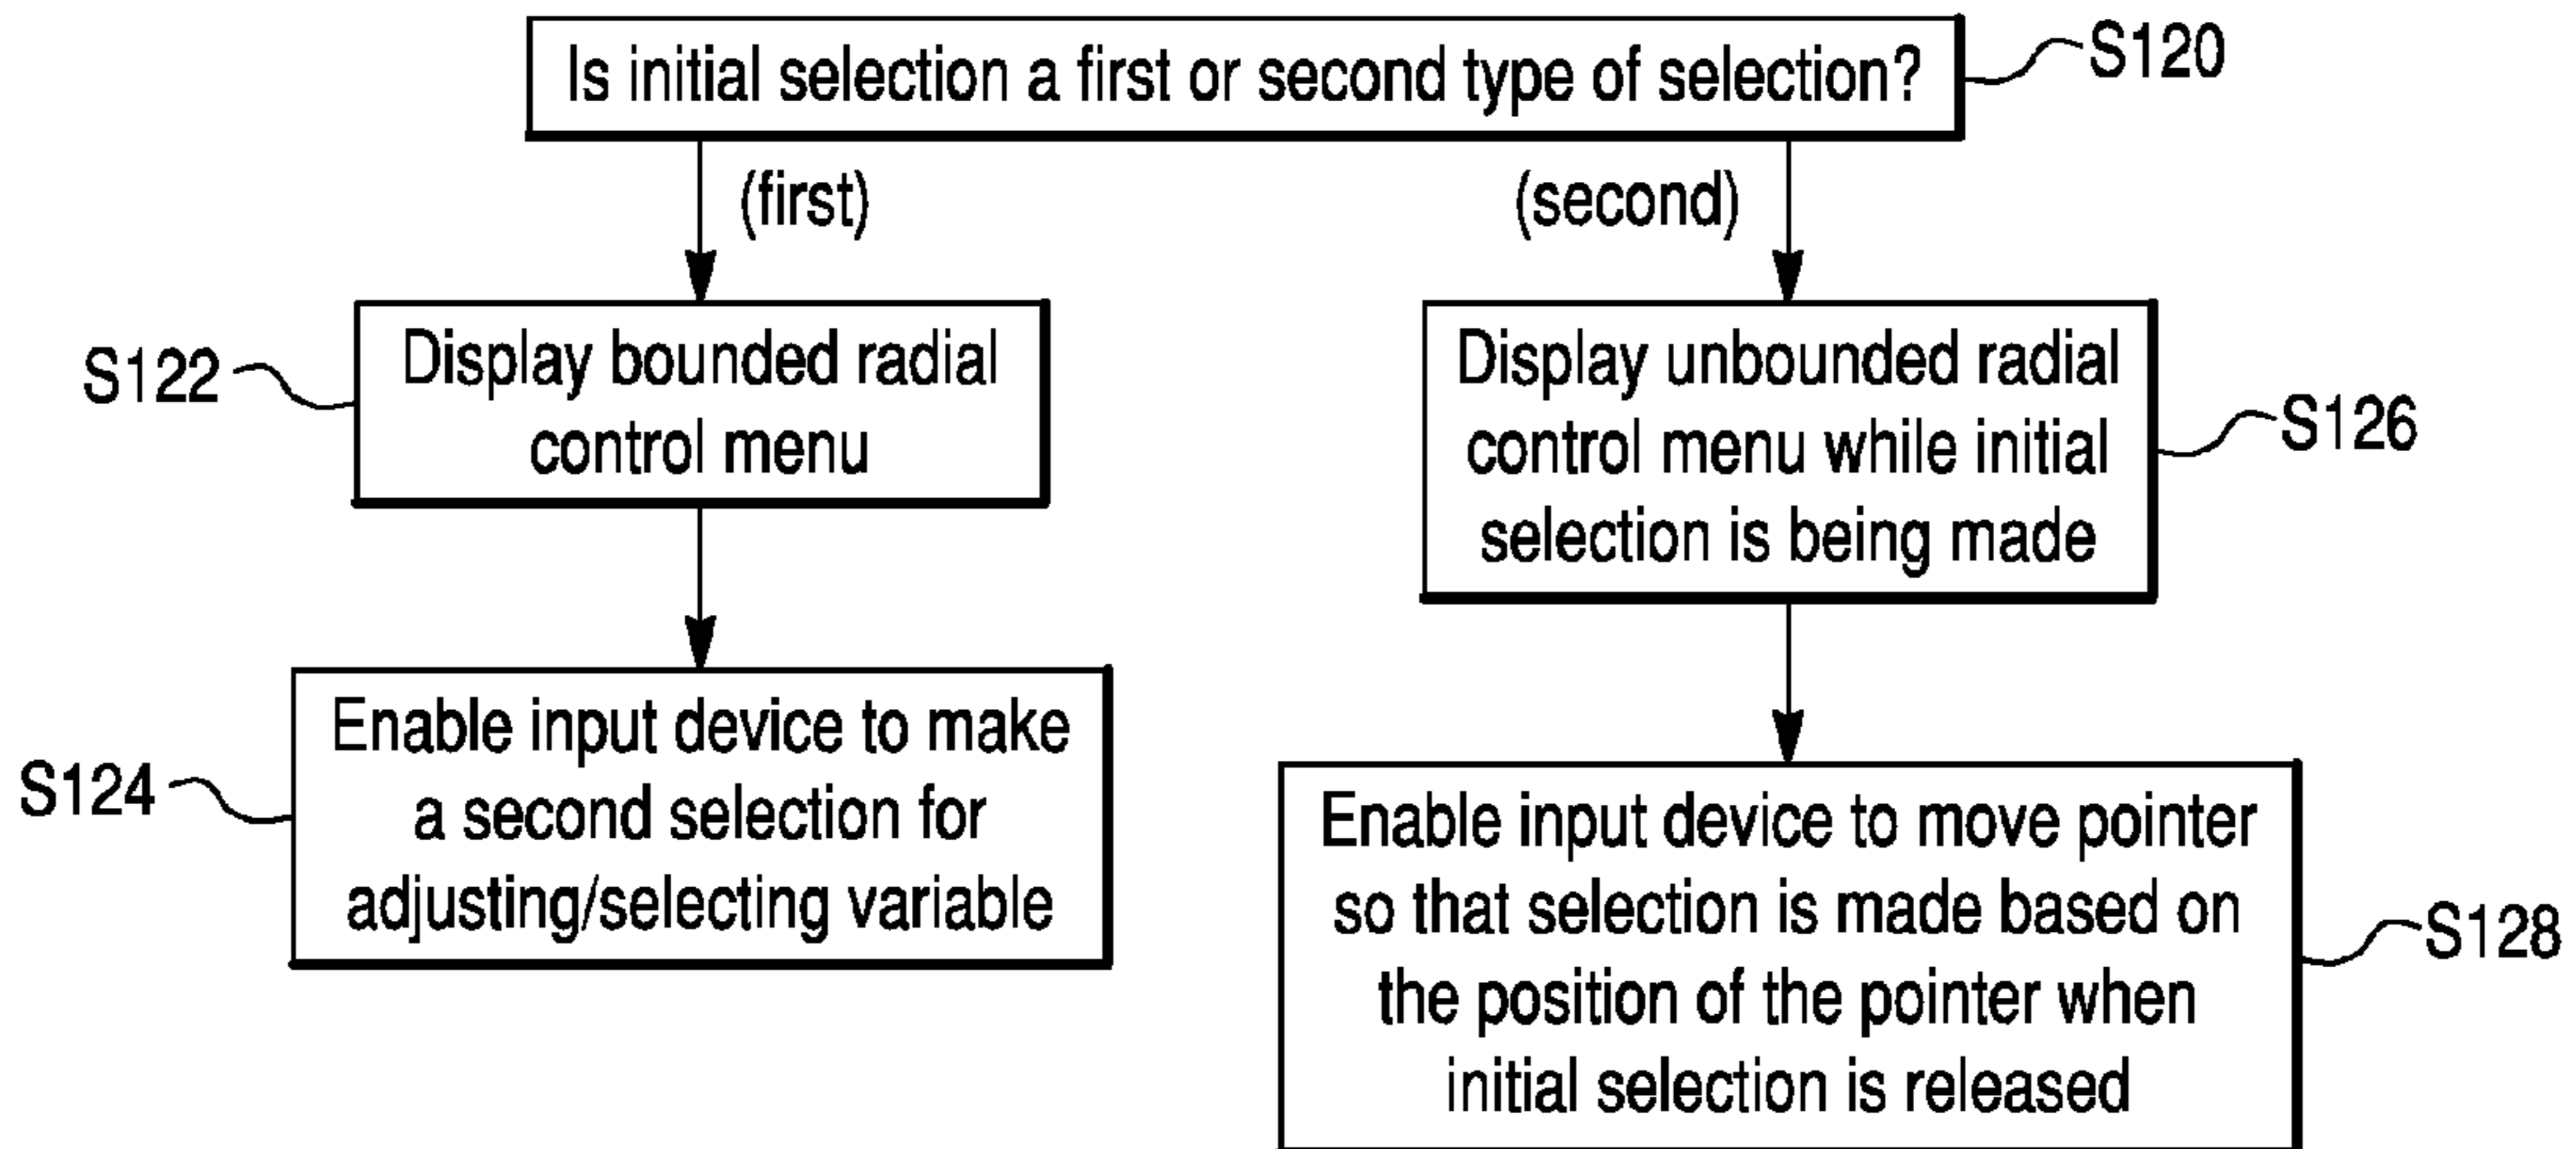 Is initial selection a first or second type of selection?
S120
(first)
(second)
S122
Display bounded radial
control menu
Display unbounded radial
control menu while initial
selection is being made
S126
S124
Enable input device to make
a second selection for
adjusting/selecting variable
Enable input device to move pointer
so that selection is made based on
the position of the pointer when
initial selection is released
S128